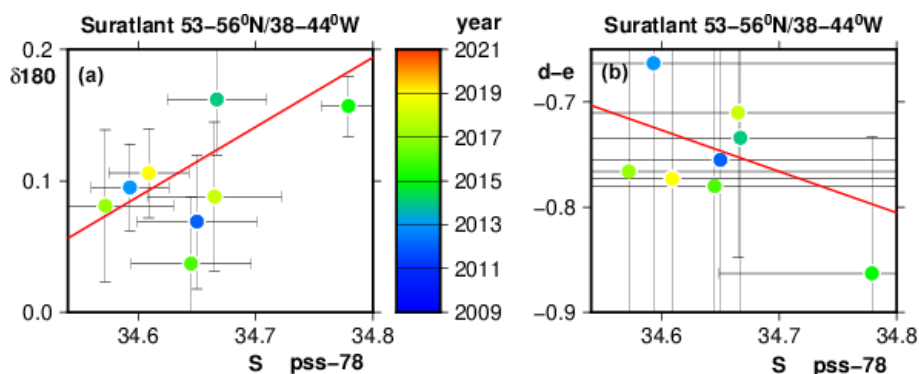 Suratlant 53–56⁰N/38–44⁰W
year
Suratlant 53–56⁰N/38–44⁰W
0.2
δ180
(a)
0.1
0.0
34.6
34.7
34.8
S pss–78
2021
2019
2017
2015
2013
2011
2009
d–e
(b)
−0.7
−0.8
−0.9
34.6
34.7
34.8
S pss–78